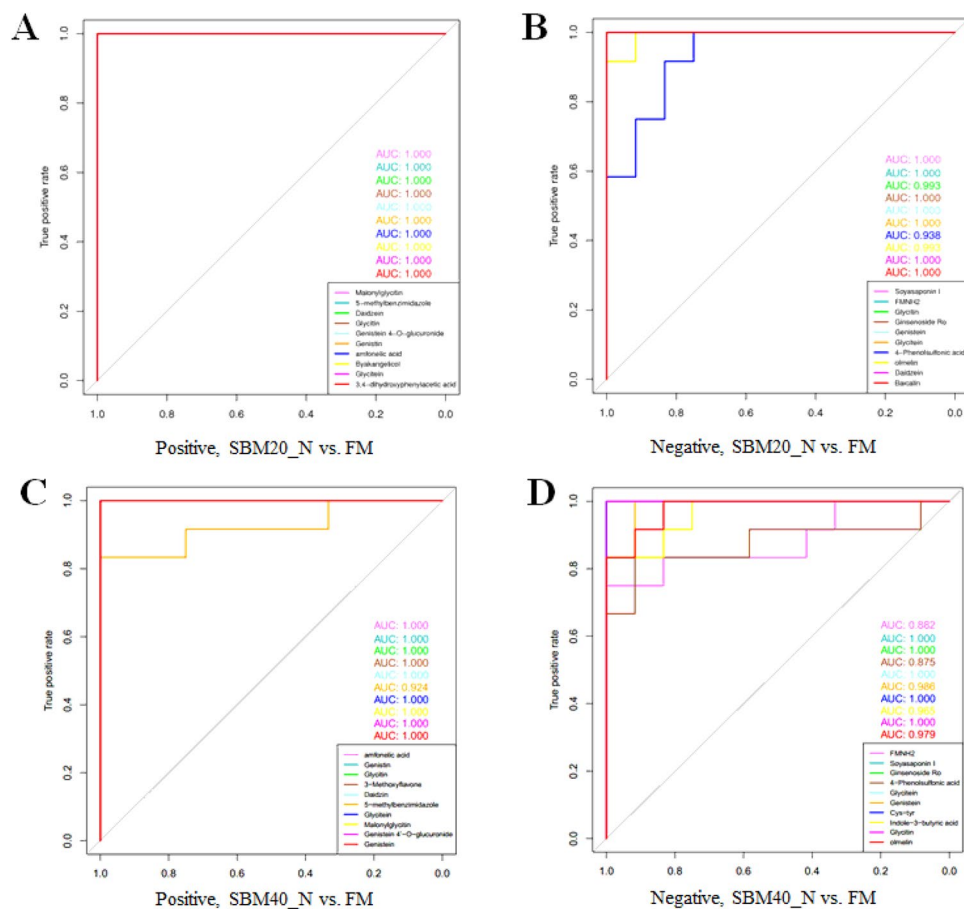 A
1.0
0.8
0.6
0.4
0.2
0.0
True positive rate
AUC: 1.000
AUC: 1.000
AUC: 1.000
AUC: 1.000
AUC: 1.000
AUC: 1.000
AUC: 1.000
AUC: 1.000
AUC: 1.000
AUC: 1.000
Malonylglycitin
5-methylbenzimidazole
Daidzein
Glycitin
Genistein 4-O-glucuronide
Genistin
amfonelic acid
Byakangelicol
Glycitein
3,4-dihydroxyphenylacetic acid
1.0 0.8 0.6 0.4 0.2 0.0
Positive, SBM20_N vs. FM
B
1.0
0.8
0.6
0.4
0.2
0.0
True positive rate
AUC: 1.000
AUC: 1.000
AUC: 0.993
AUC: 1.000
AUC: 1.000
AUC: 1.000
AUC: 0.938
AUC: 0.993
AUC: 1.000
AUC: 1.000
Soyasaponin I
FMNH2
Glycitin
Ginsenoside Ro
Genistein
Glycitein
4-Phenolsulfonic acid
olmelin
Daidzein
Baicalin
1.0 0.8 0.6 0.4 0.2 0.0
Negative, SBM20_N vs. FM
C
1.0
0.8
0.6
0.4
0.2
0.0
True positive rate
AUC: 1.000
AUC: 1.000
AUC: 1.000
AUC: 1.000
AUC: 1.000
AUC: 0.924
AUC: 1.000
AUC: 1.000
AUC: 1.000
AUC: 1.000
amfonelic acid
Genistin
Glycitin
3-Methoxyflavone
Daidzin
5-methylbenzimidazole
Glycitein
Malonylglycitin
Genistein 4'-O-glucuronide
Genistein
1.0 0.8 0.6 0.4 0.2 0.0
Positive, SBM40_N vs. FM
D
1.0
0.8
0.6
0.4
0.2
0.0
True positive rate
AUC: 0.882
AUC: 1.000
AUC: 1.000
AUC: 0.875
AUC: 1.000
AUC: 0.986
AUC: 1.000
AUC: 0.965
AUC: 1.000
AUC: 0.979
FMNH2
Soyasaponin I
Ginsenoside Ro
4-Phenolsulfonic acid
Glycitein
Genistein
Cys-tyr
Indole-3-butyric acid
Glycitin
olmelin
1.0 0.8 0.6 0.4 0.2 0.0
Negative, SBM40_N vs. FM